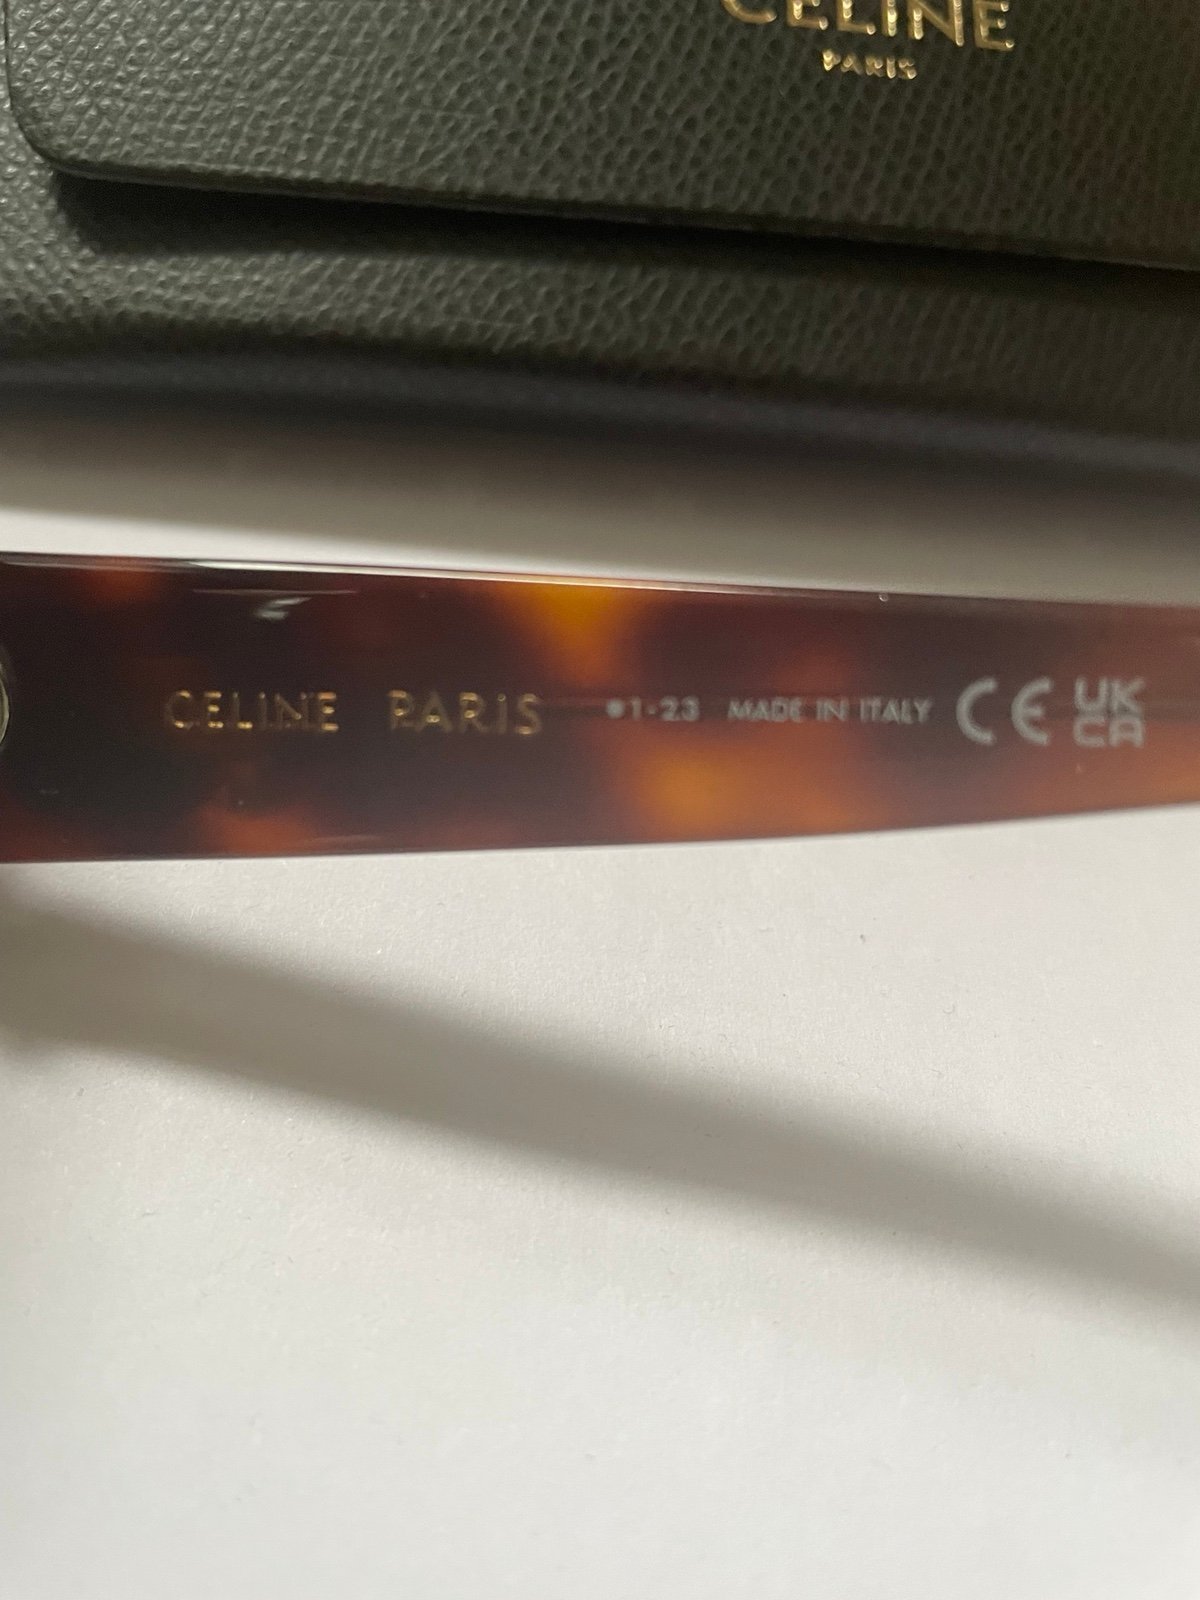 CELINE
PARIS
CELINE PARIS •1-23 MADE IN ITALY CE UK
CA